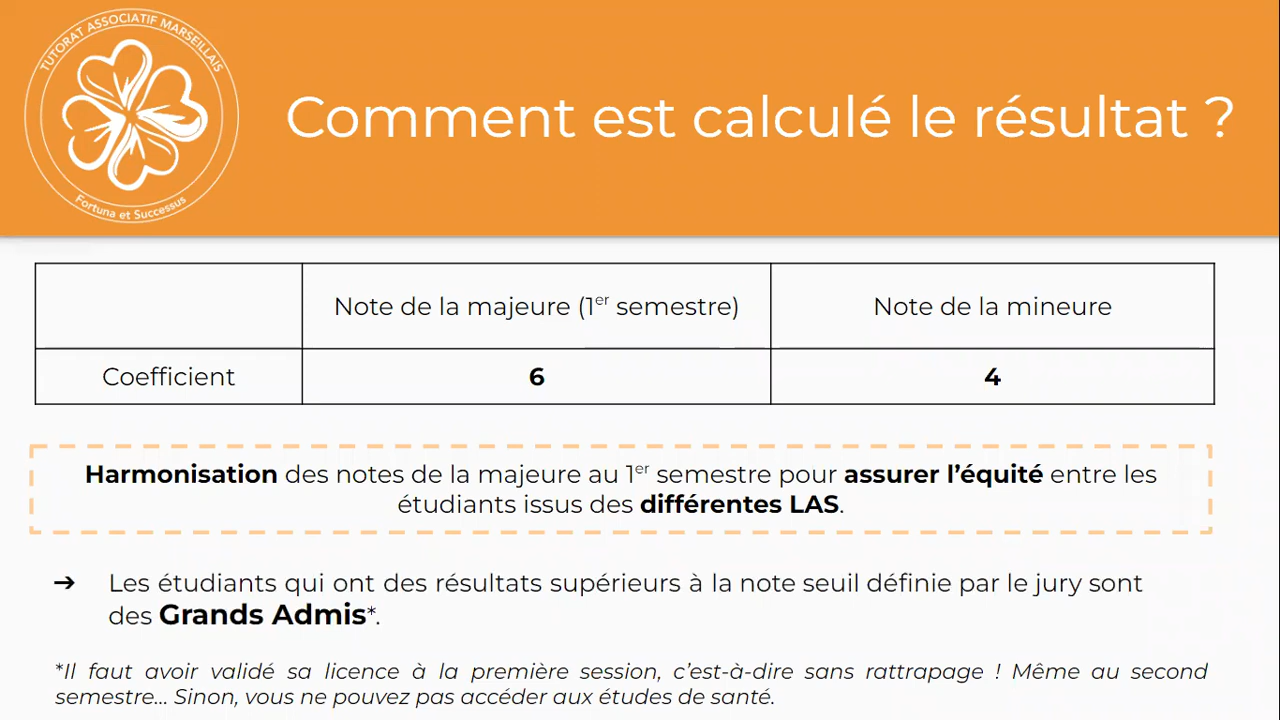 TUTORAT ASSOCIATIF MARSEILLAIS
Fortuna et Successus
Comment est calculé le résultat ?
Note de la majeure (1er semestre)
Note de la mineure
Coefficient
6
4
Harmonisation des notes de la majeure au 1er semestre pour assurer l’équité entre les
étudiants issus des différentes LAS.
➔ Les étudiants qui ont des résultats supérieurs à la note seuil définie par le jury sont
des Grands Admis*.
*Il faut avoir validé sa licence à la première session, c’est-à-dire sans rattrapage ! Même au second
semestre... Sinon, vous ne pouvez pas accéder aux études de santé.